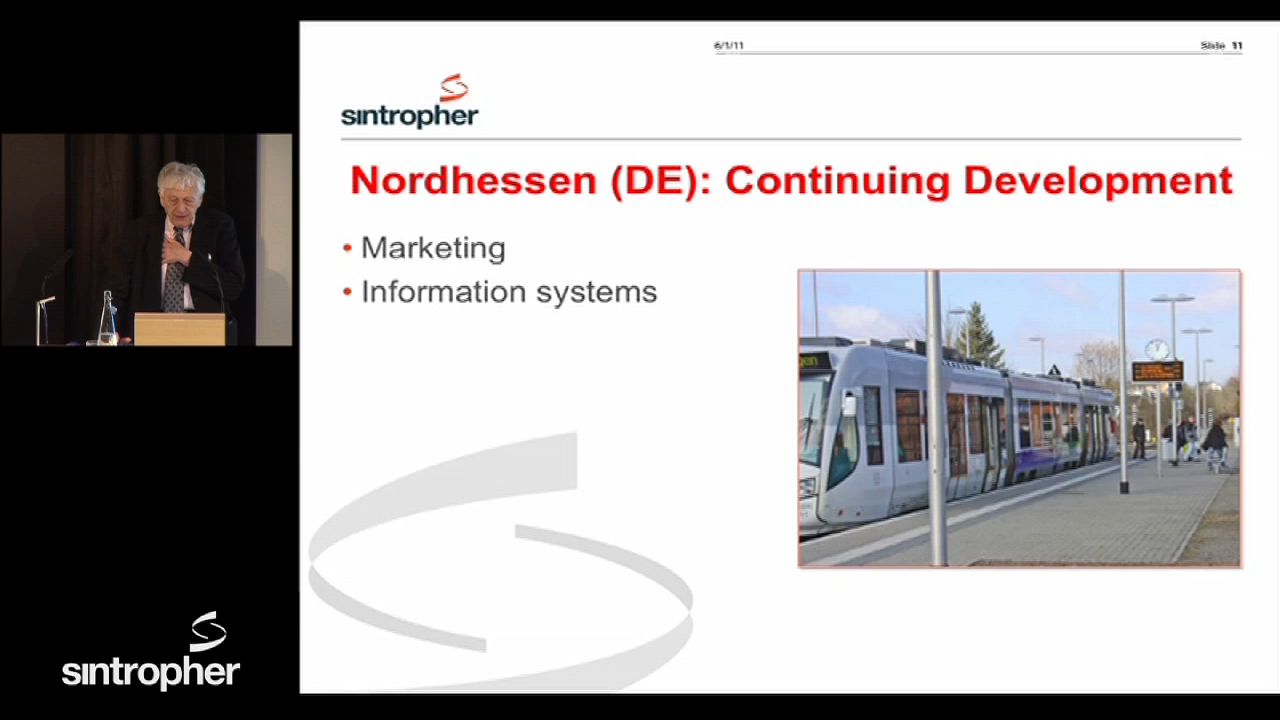 6/1/11
Slide 11
sintropher
Nordhessen (DE): Continuing Development
• Marketing
• Information systems
sintropher